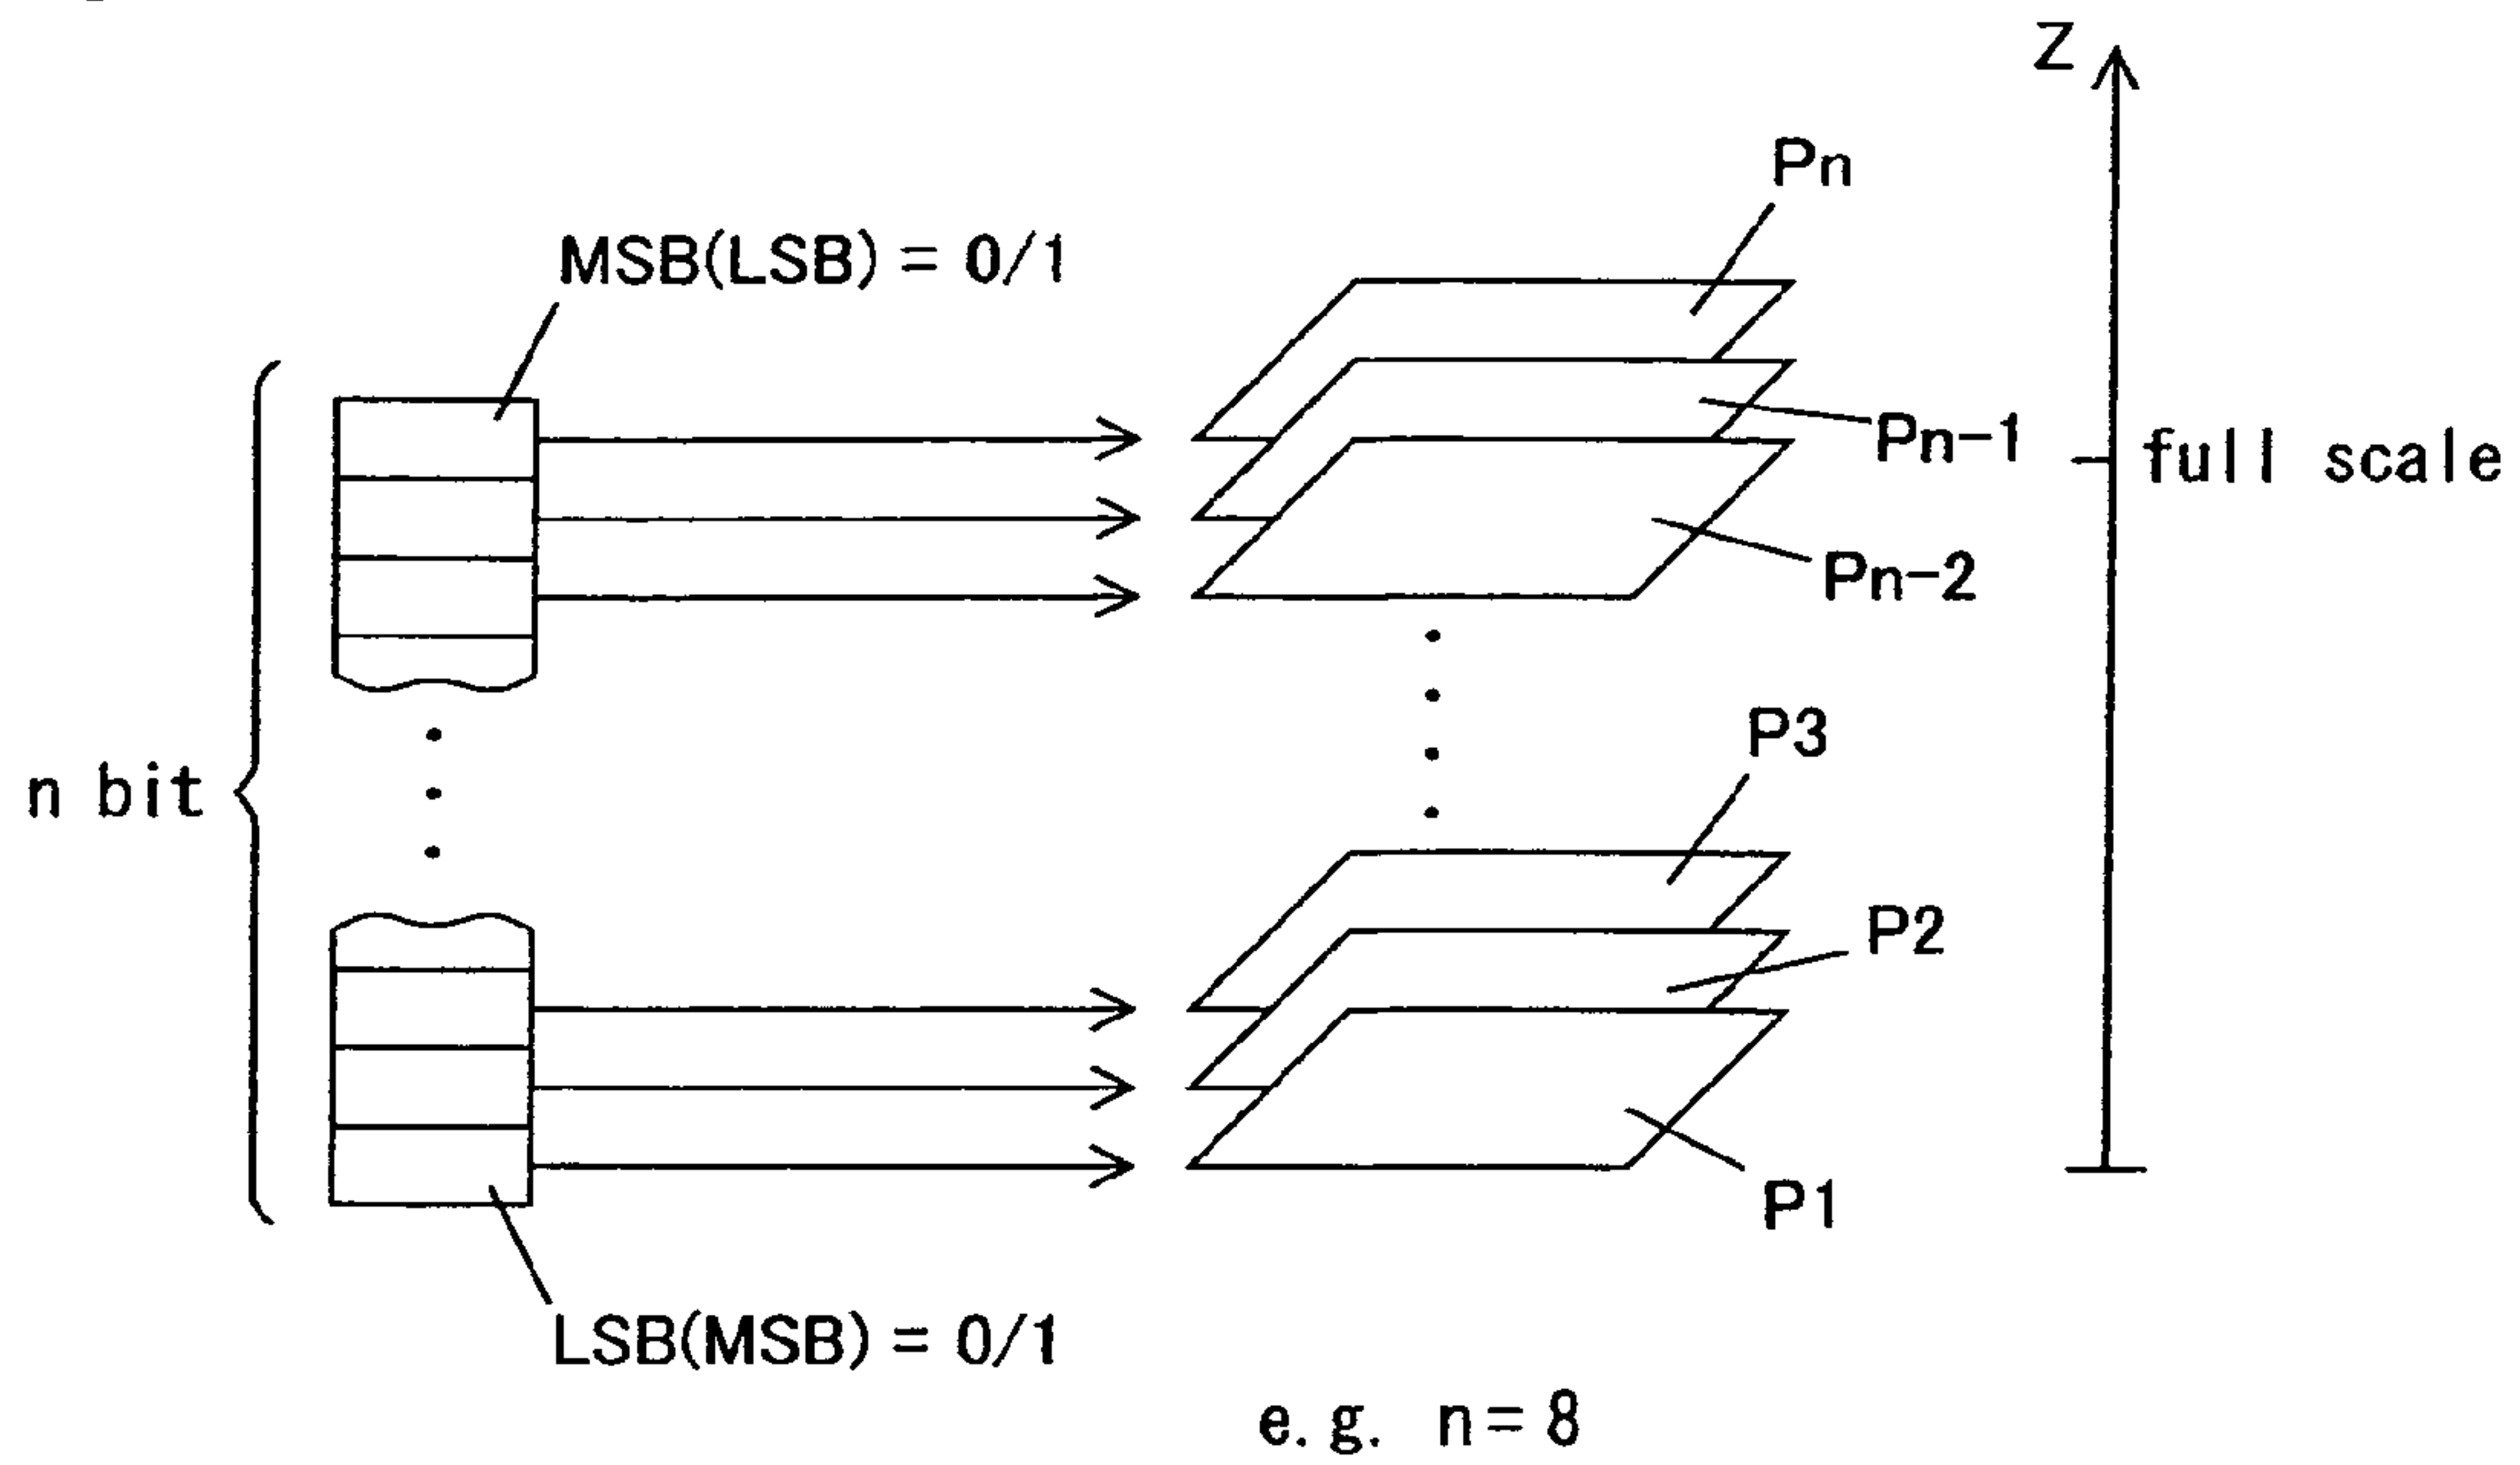 Z
Pn
MSB(LSB) = 0/1
Pn-1
full scale
Pn-2
P3
n bit
P2
P1
LSB(MSB) = 0/1
e.g. n=8